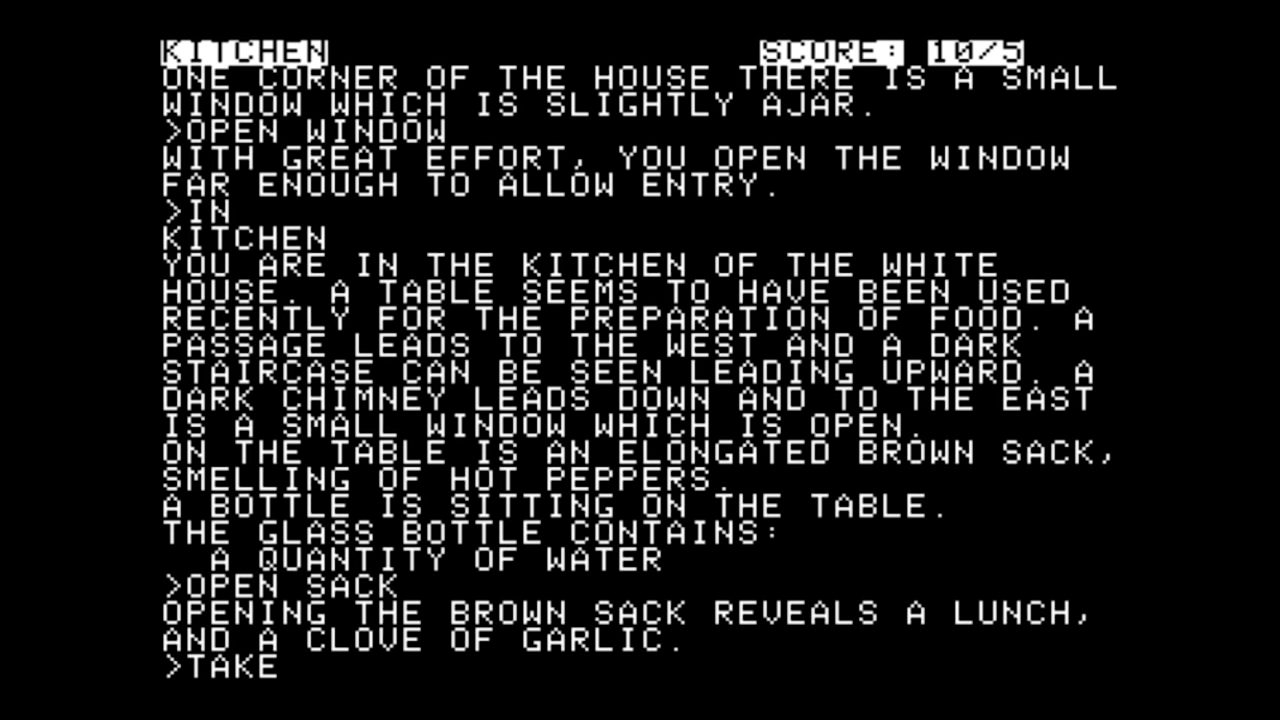 KITCHEN SCORE: 10/5
ONE CORNER OF THE HOUSE THERE IS A SMALL
WINDOW WHICH IS SLIGHTLY AJAR.
>OPEN WINDOW
WITH GREAT EFFORT, YOU OPEN THE WINDOW
FAR ENOUGH TO ALLOW ENTRY.
>IN
KITCHEN
YOU ARE IN THE KITCHEN OF THE WHITE
HOUSE. A TABLE SEEMS TO HAVE BEEN USED
RECENTLY FOR THE PREPARATION OF FOOD. A
PASSAGE LEADS TO THE WEST AND A DARK
STAIRCASE CAN BE SEEN LEADING UPWARD. A
DARK CHIMNEY LEADS DOWN AND TO THE EAST
IS A SMALL WINDOW WHICH IS OPEN.
ON THE TABLE IS AN ELONGATED BROWN SACK,
SMELLING OF HOT PEPPERS.
A BOTTLE IS SITTING ON THE TABLE.
THE GLASS BOTTLE CONTAINS:
A QUANTITY OF WATER
>OPEN SACK
OPENING THE BROWN SACK REVEALS A LUNCH,
AND A CLOVE OF GARLIC.
>TAKE